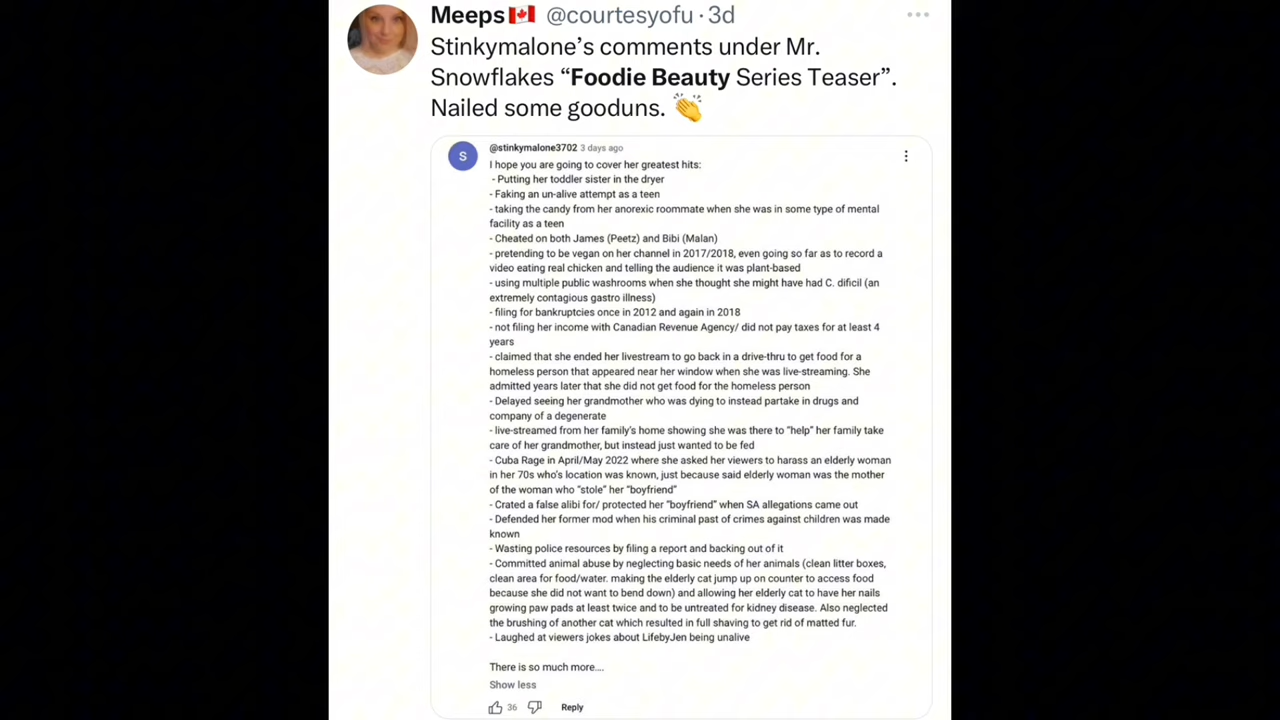 Meeps🇨🇦 @courtesyofu · 3d
Stinkymalone’s comments under Mr.
Snowflakes “Foodie Beauty Series Teaser”.
Nailed some gooduns. 👏
S
@stinkymalone3702 3 days ago
I hope you are going to cover her greatest hits:
- Putting her toddler sister in the dryer
- Faking an un-alive attempt as a teen
- taking the candy from her anorexic roommate when she was in some type of mental
facility as a teen
- Cheated on both James (Peetz) and Bibi (Malan)
- pretending to be vegan on her channel in 2017/2018, even going so far as to record a
video eating real chicken and telling the audience it was plant-based
- using multiple public washrooms when she thought she might have had C. dificil (an
extremely contagious gastro illness)
- filing for bankruptcies once in 2012 and again in 2018
- not filing her income with Canadian Revenue Agency/ did not pay taxes for at least 4
years
- claimed that she ended her livestream to go back in a drive-thru to get food for a
homeless person that appeared near her window when she was live-streaming. She
admitted years later that she did not get food for the homeless person
- Delayed seeing her grandmother who was dying to instead partake in drugs and
company of a degenerate
- live-streamed from her family's home showing she was there to "help" her family take
care of her grandmother, but instead just wanted to be fed
- Cuba Rage in April/May 2022 where she asked her viewers to harass an elderly woman
in her 70s who's location was known, just because said elderly woman was the mother
of the woman who "stole" her "boyfriend"
- Crated a false alibi for/ protected her "boyfriend" when SA allegations came out
- Defended her former mod when his criminal past of crimes against children was made
known
- Wasting police resources by filing a report and backing out of it
- Committed animal abuse by neglecting basic needs of her animals (clean litter boxes,
clean area for food/water. making the elderly cat jump up on counter to access food
because she did not want to bend down) and allowing her elderly cat to have her nails
growing paw pads at least twice and to be untreated for kidney disease. Also neglected
the brushing of another cat which resulted in full shaving to get rid of matted fur.
- Laughed at viewers jokes about LifebyJen being unalive
There is so much more....
Show less
36 Reply